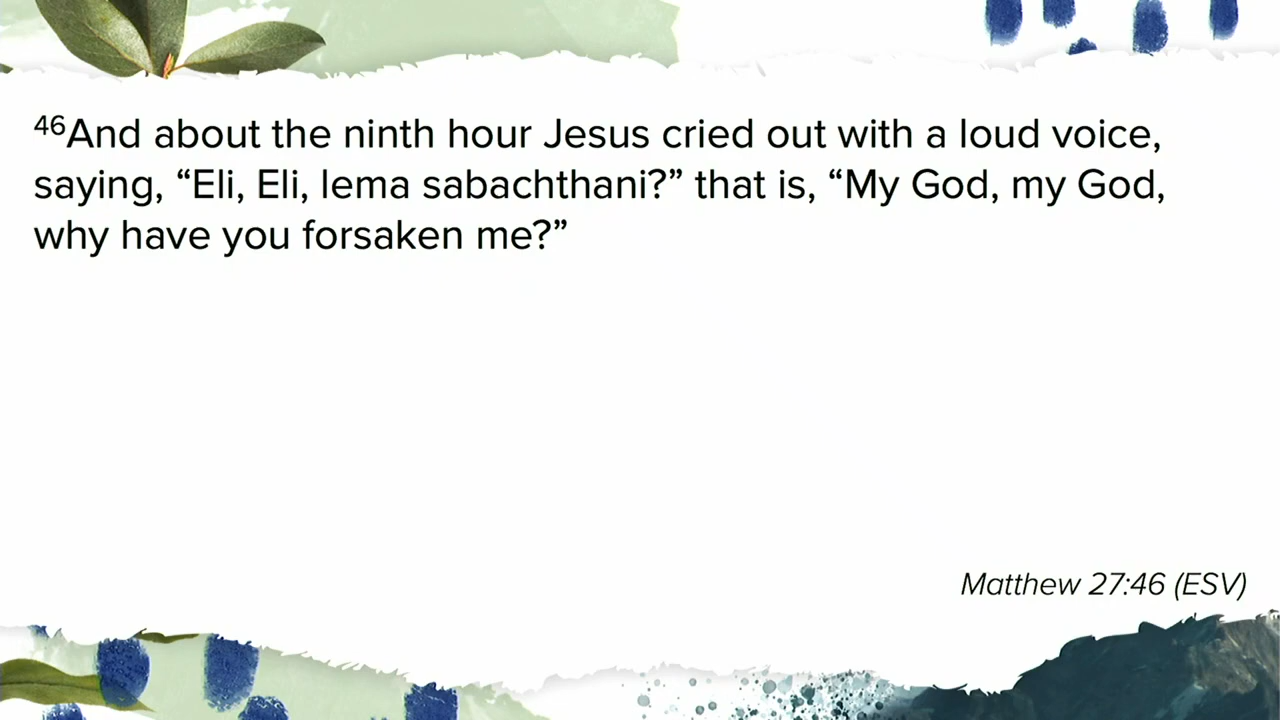 ⁴⁶And about the ninth hour Jesus cried out with a loud voice,
saying, “Eli, Eli, lema sabachthani?” that is, “My God, my God,
why have you forsaken me?”
Matthew 27:46 (ESV)